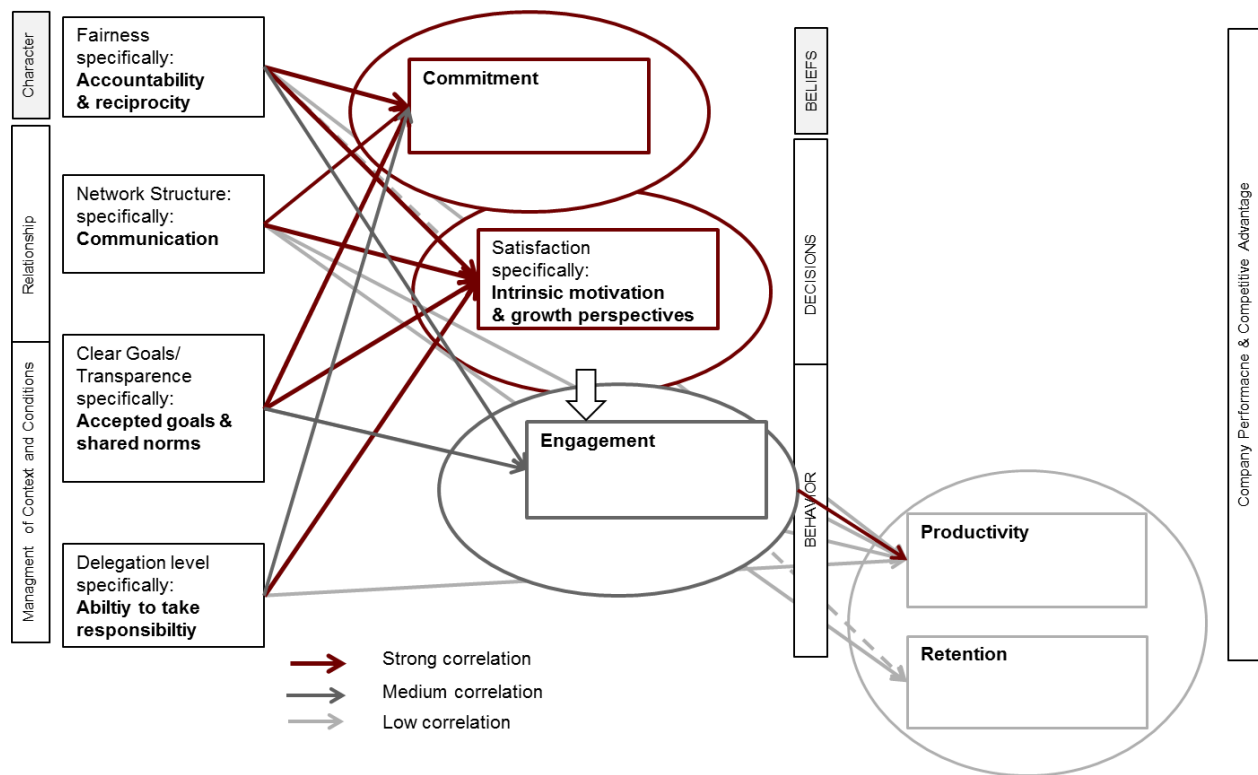 Character
Fairness
specifically:
Accountability
& reciprocity
Relationship
Network Structure:
specifically:
Communication
Managment of Context and Conditions
Clear Goals/
Transparence
specifically:
Accepted goals &
shared norms
Delegation level
specifically:
Abiltiy to take
responsibiltiy
Commitment
Satisfaction
specifically:
Intrinsic motivation
& growth perspectives
Engagement
BELIEFS
DECISIONS
BEHAVIOR
Productivity
Retention
Company Performacne & Competitive Advantage
Strong correlation
Medium correlation
Low correlation